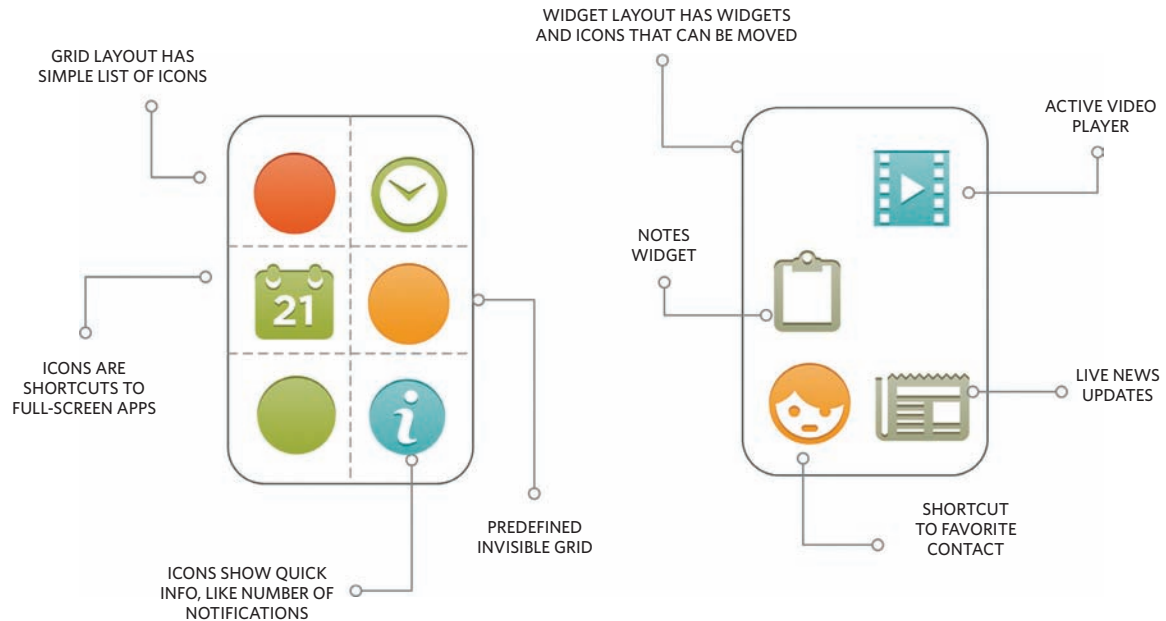 WIDGET LAYOUT HAS WIDGETS
AND ICONS THAT CAN BE MOVED
GRID LAYOUT HAS
SIMPLE LIST OF ICONS
ACTIVE VIDEO
PLAYER
NOTES
WIDGET
21
ICONS ARE
SHORTCUTS TO
FULL-SCREEN APPS
LIVE NEWS
UPDATES
i
PREDEFINED
INVISIBLE GRID
SHORTCUT
TO FAVORITE
CONTACT
ICONS SHOW QUICK
INFO, LIKE NUMBER OF
NOTIFICATIONS